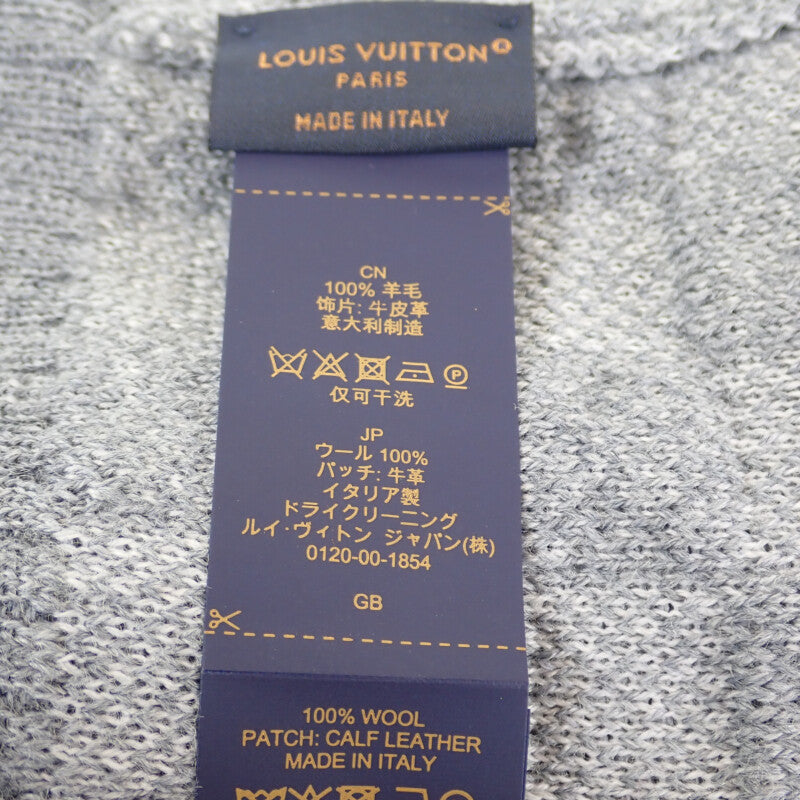 LOUIS VUITTON®
PARIS
MADE IN ITALY
CN
100% 羊毛
饰片: 牛皮革
意大利制造
仅可干洗
JP
ウール 100%
パッチ: 牛革
イタリア製
ドライクリーニング
ルイ·ヴィトン ジャパン(株)
0120-00-1854
GB
100% WOOL
PATCH: CALF LEATHER
MADE IN ITALY